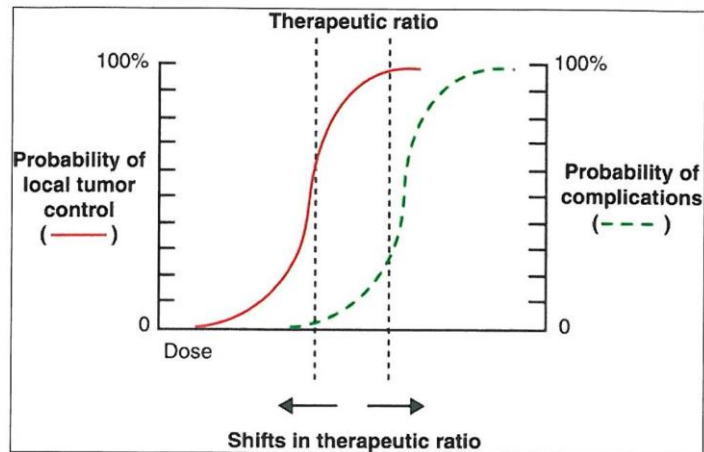 Therapeutic ratio
100%
100%
Probability of
local tumor
control
(——)
Probability of
complications
(---)
0
0
Dose
Shifts in therapeutic ratio